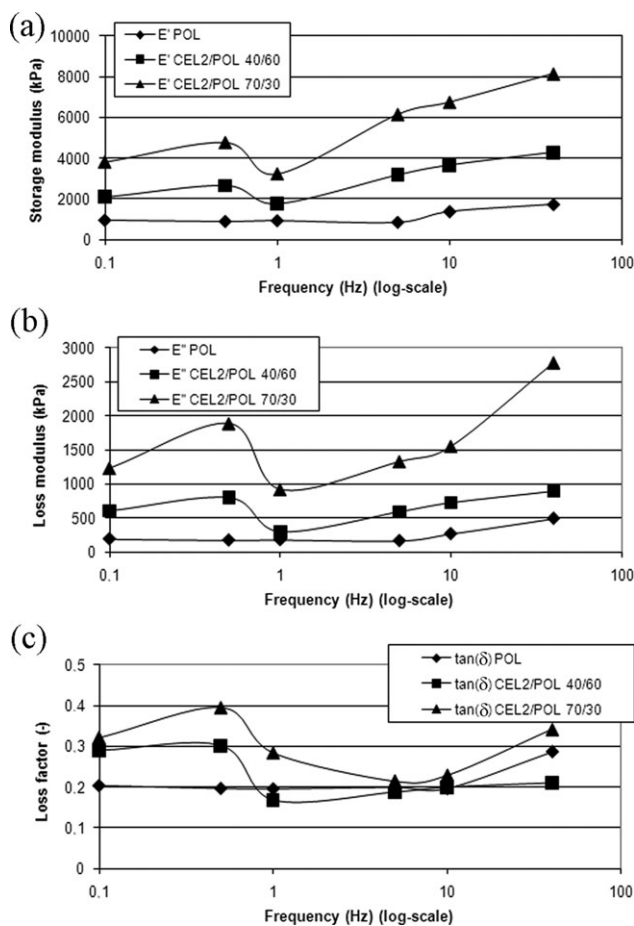 (a)
E' POL
E' CEL2/POL 40/60
E' CEL2/POL 70/30
Storage modulus (kPa)
10000
8000
6000
4000
2000
0
0.1
1
10
100
Frequency (Hz) (log-scale)
(b)
E'' POL
E'' CEL2/POL 40/60
E'' CEL2/POL 70/30
Loss modulus (kPa)
3000
2500
2000
1500
1000
500
0
0.1
1
10
100
Frequency (Hz) (log-scale)
(c)
tan(δ) POL
tan(δ) CEL2/POL 40/60
tan(δ) CEL2/POL 70/30
Loss factor (-)
0.5
0.4
0.3
0.2
0.1
0
0.1
1
10
100
Frequency (Hz) (log-scale)